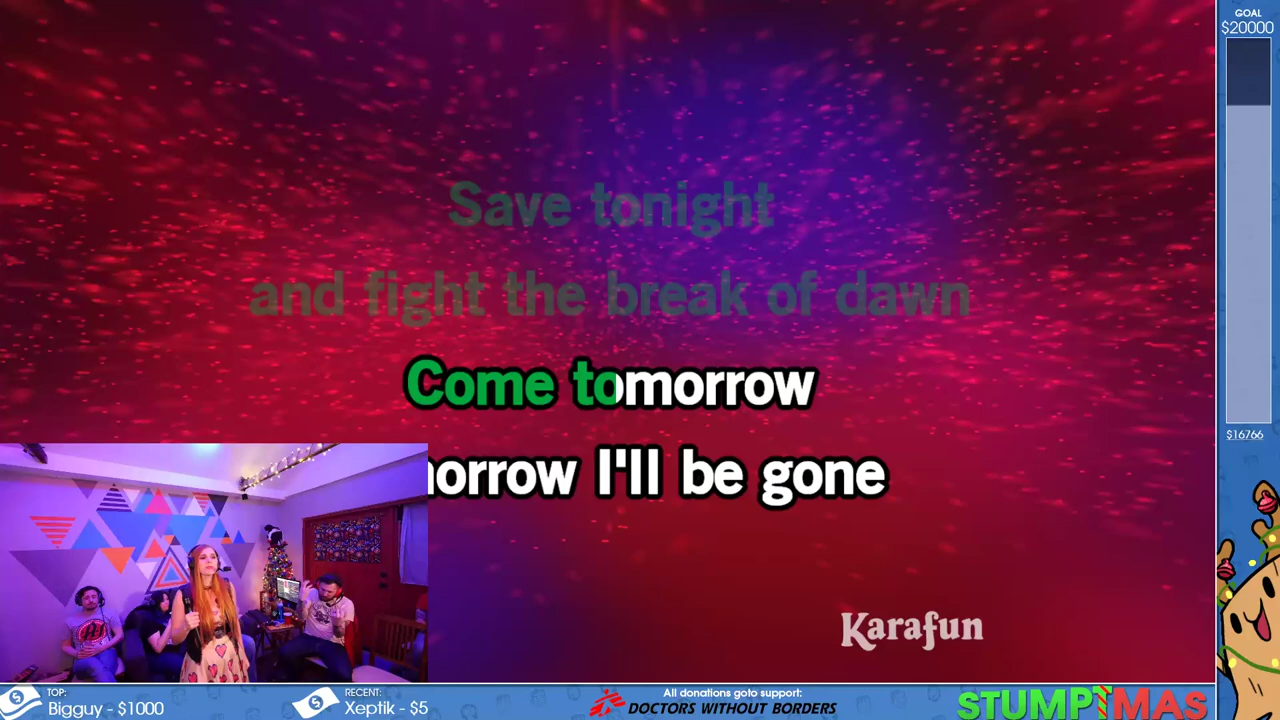 GOAL
$20000
Save tonight
and fight the break of dawn
Come tomorrow
orrow I'll be gone
$16766
Karafun
TOP:
Bigguy - $1000
RECENT:
Xeptik - $5
All donations goto support:
DOCTORS WITHOUT BORDERS
STUMPTMAS